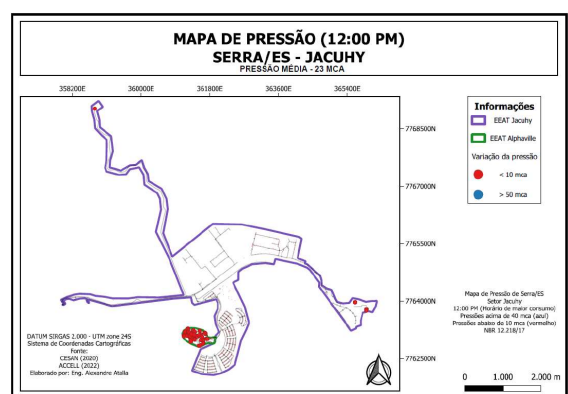 MAPA DE PRESSÃO (12:00 PM)
SERRA/ES - JACUHY
PRESSÃO MÉDIA - 23 MCA
358200E
360000E
361800E
363600E
365400E
7768500N
7767000N
7765500N
7764000N
7762500N
Informações
EEAT Jacuhy
EEAT Alphaville
Variação da pressão
< 10 mca
> 50 mca
Mapa de Pressão de Serra/ES
Setor Jacuhy
12:00 PM (Horário de maior consumo)
Pressões acima de 40 mca (azul)
Pressões abaixo do 10 mca (vermelho)
NBR 12.218/17
DATUM SIRGAS 2.000 - UTM zone 24S
Sistema de Coordenadas Cartográficas
Fonte:
CESAN (2020)
ACCELL (2022)
Elaborado por: Eng. Alexandre Atalla
0 1.000 2.000 m